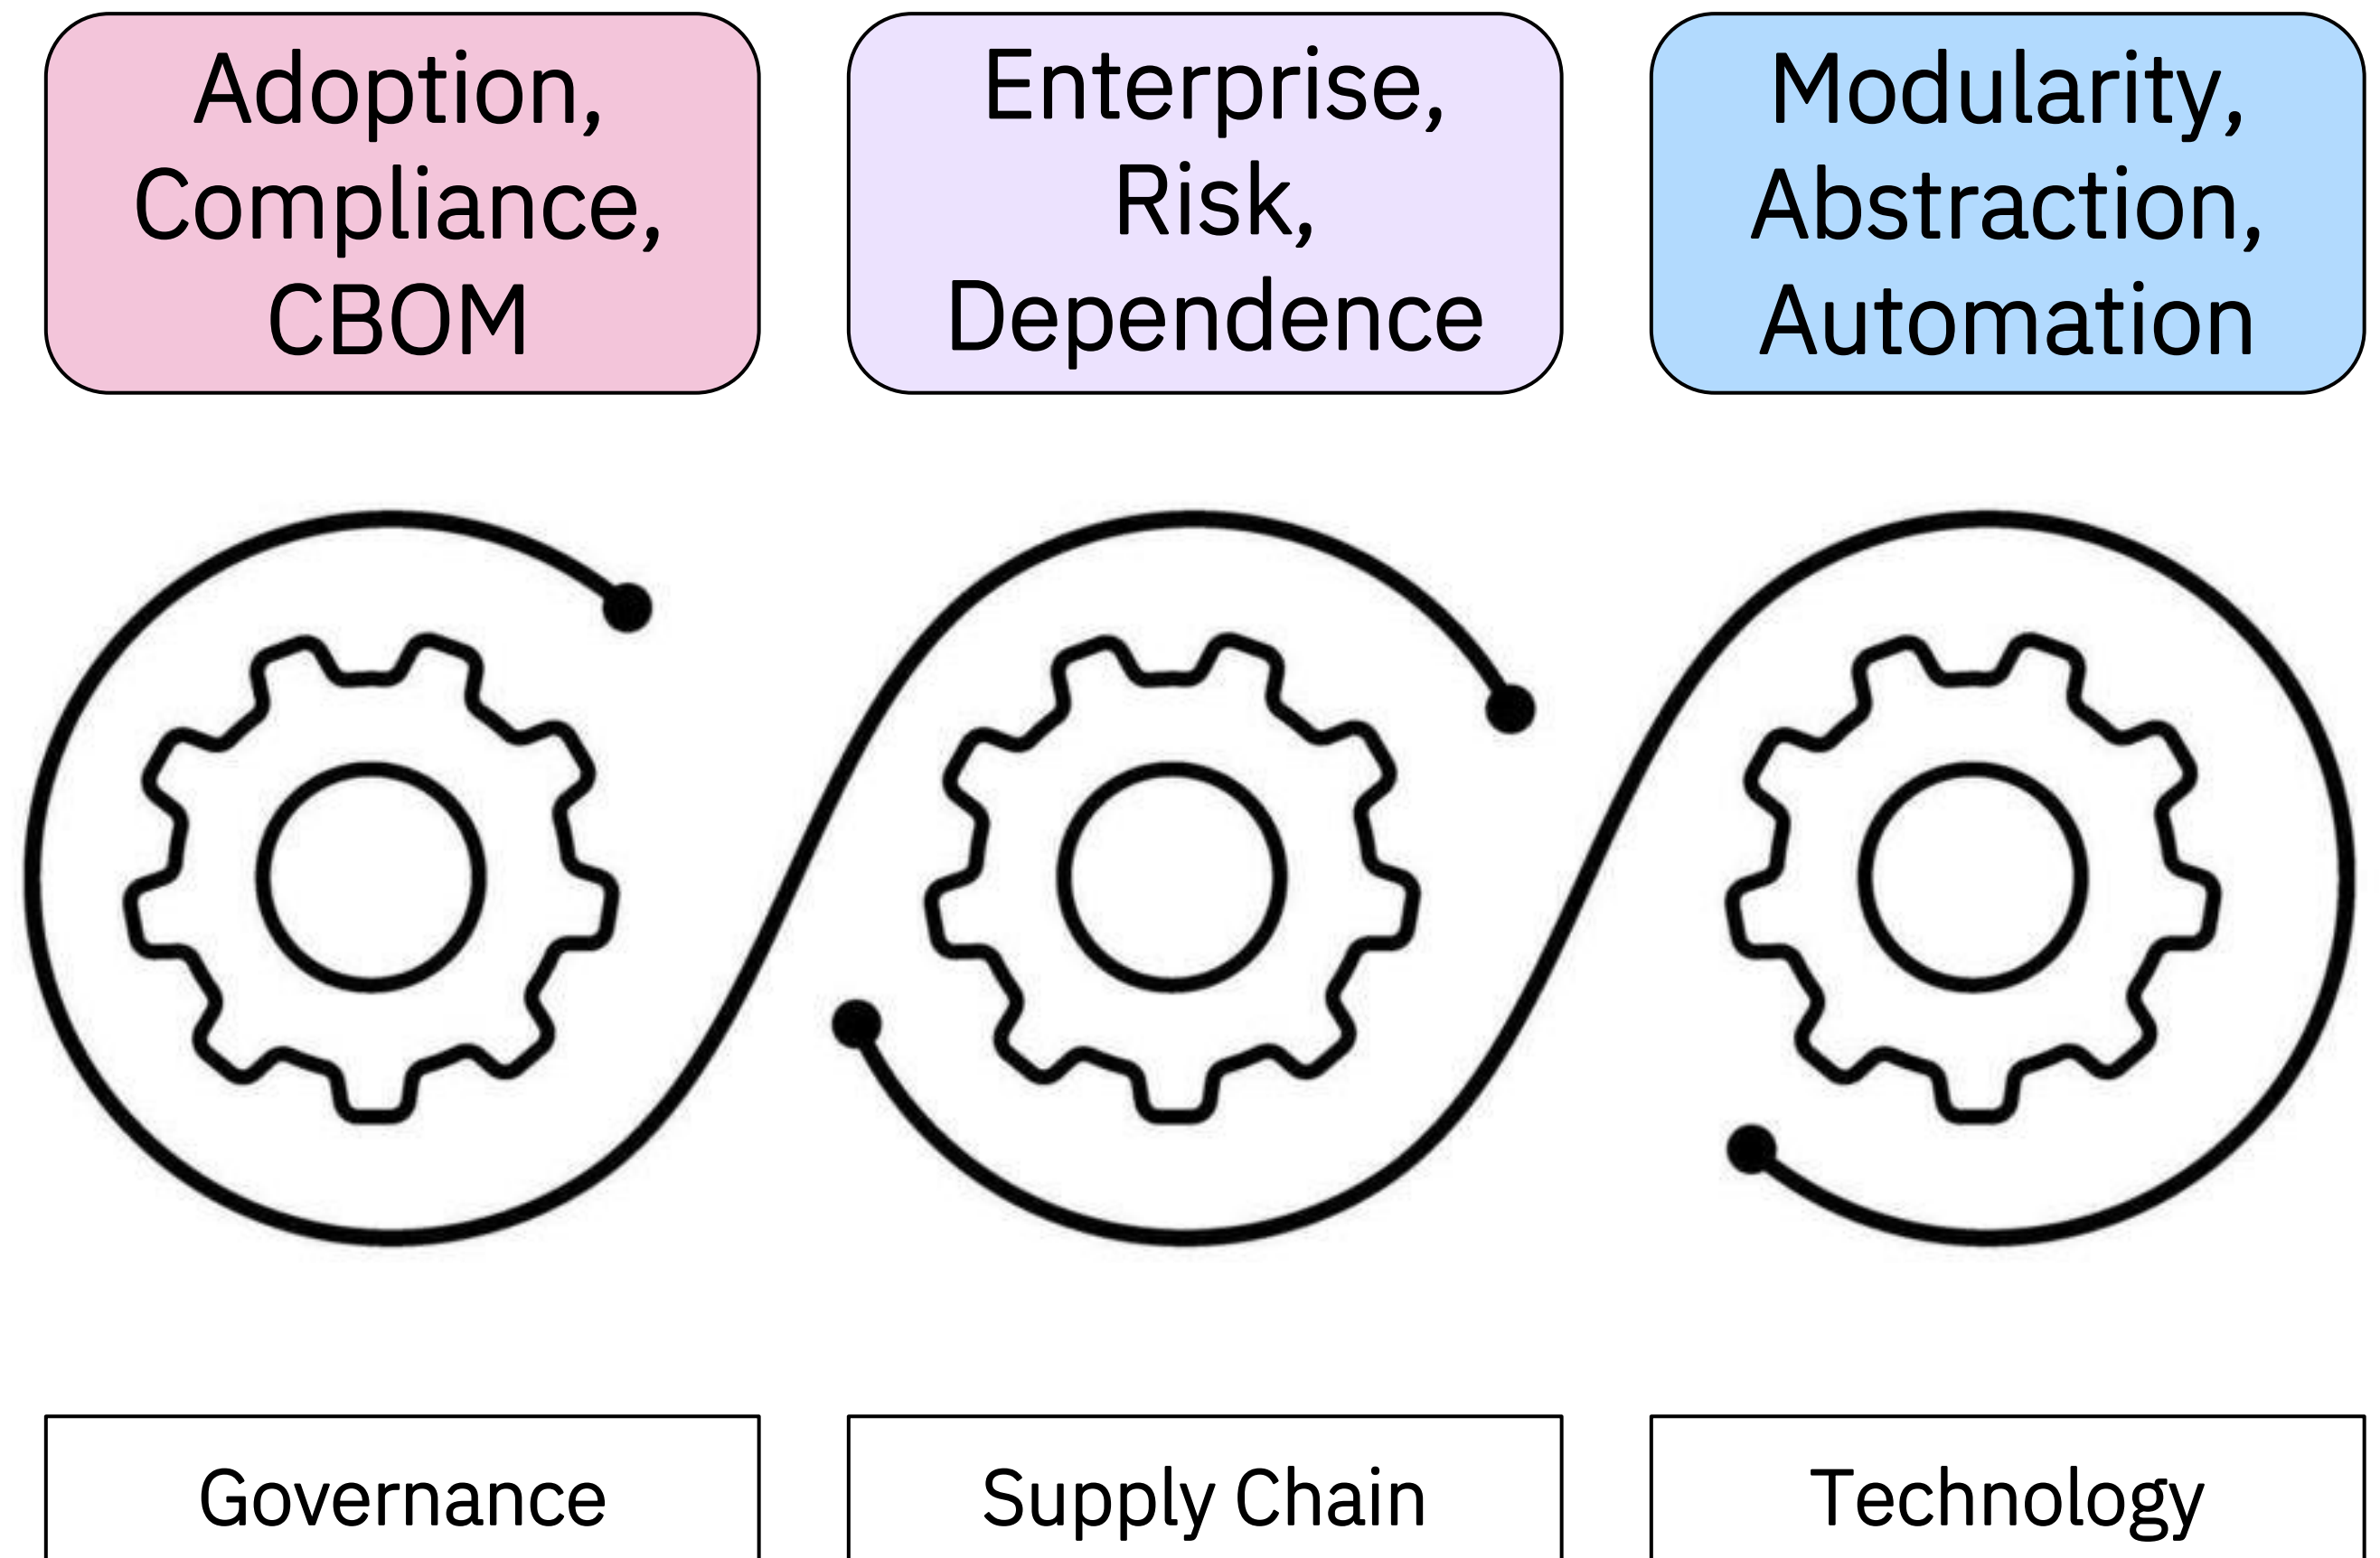 Adoption,
Compliance,
CBOM
Enterprise,
Risk,
Dependence
Modularity,
Abstraction,
Automation
Governance
Supply Chain
Technology